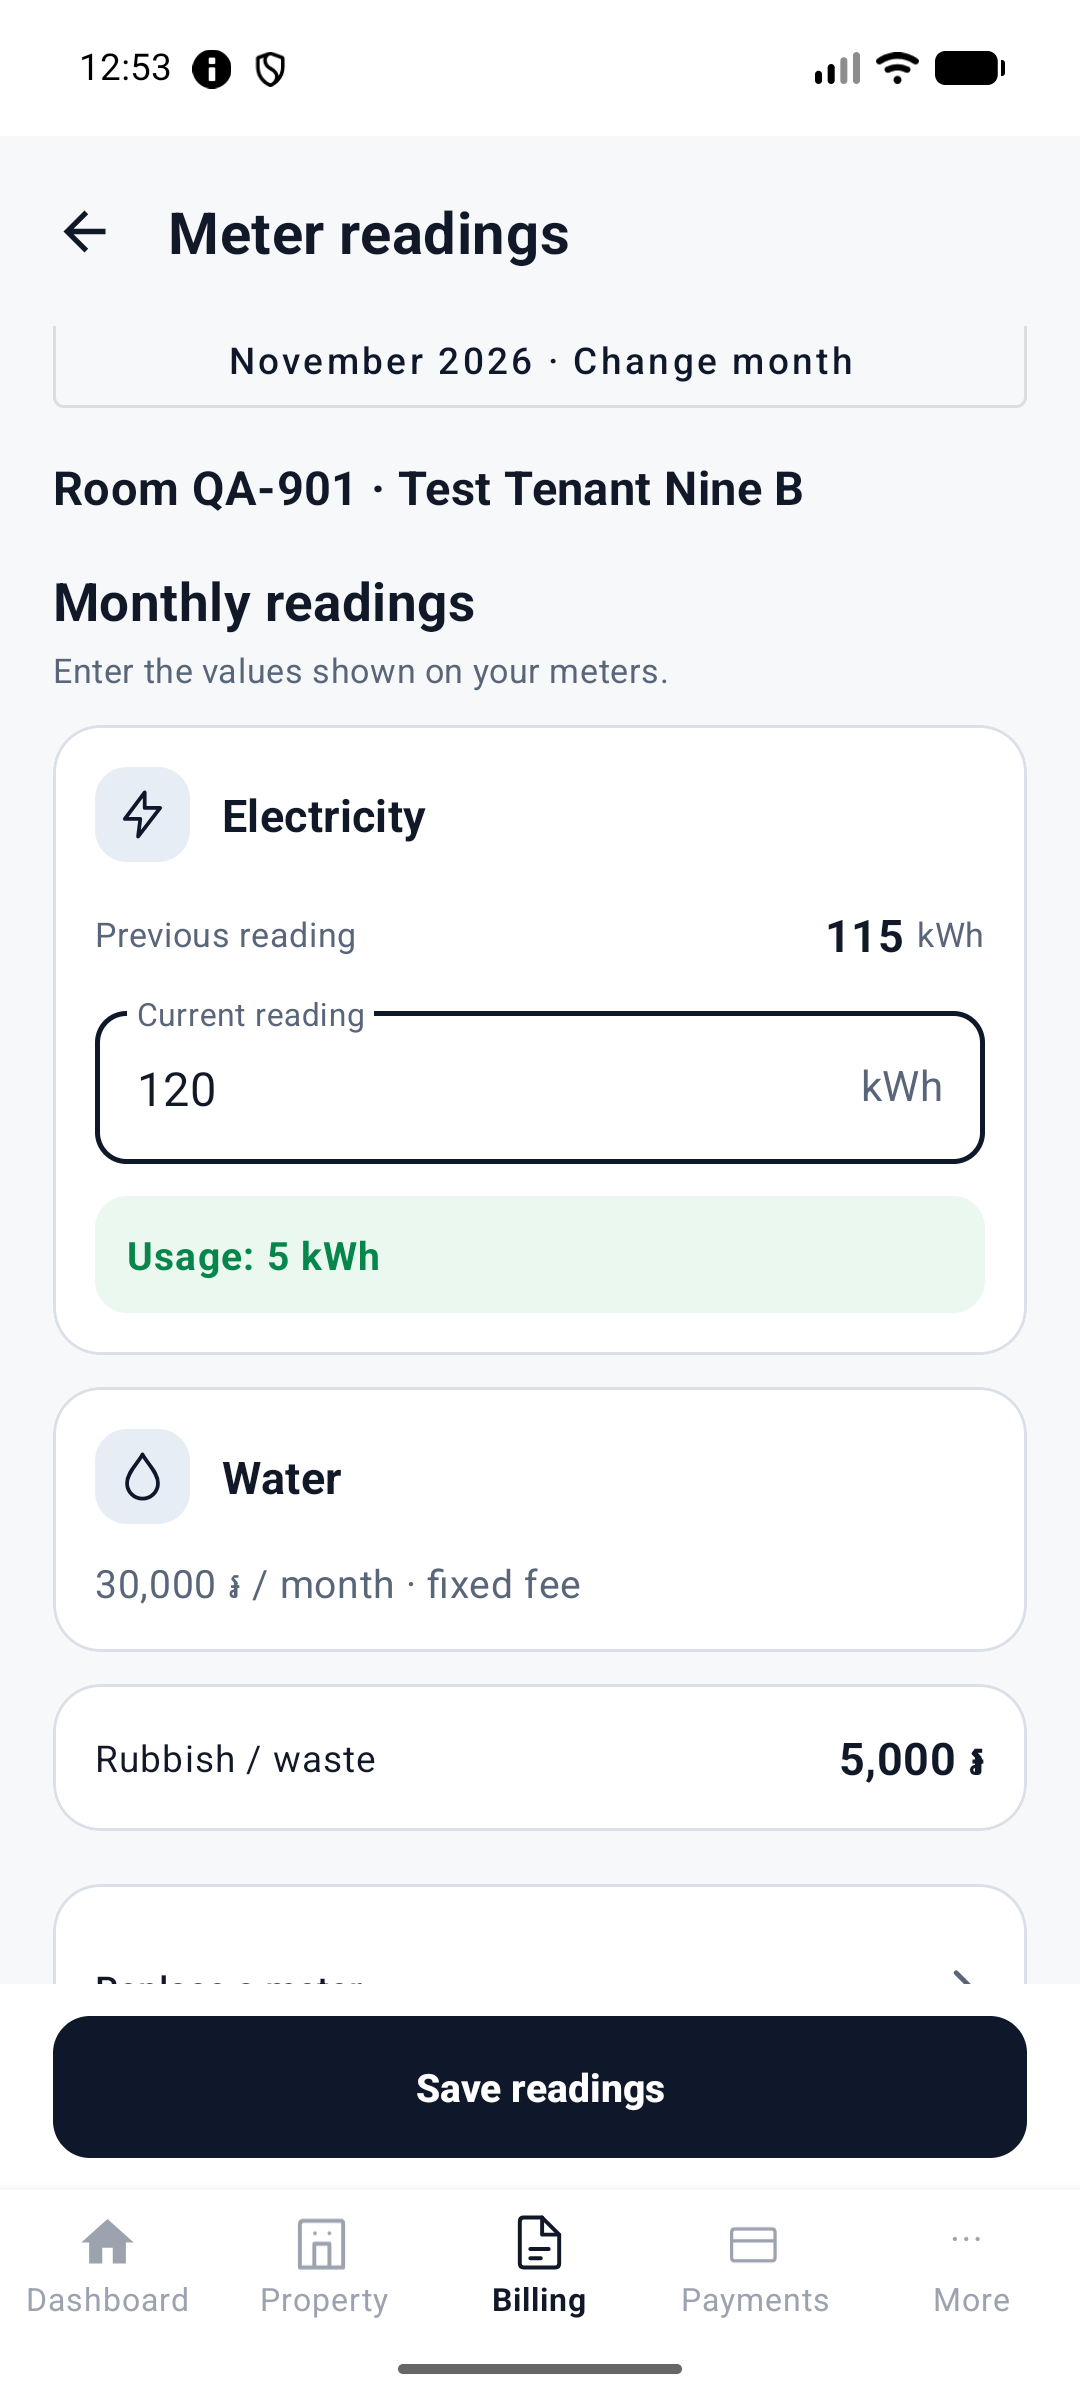 12:53
Meter readings
November 2026 · Change month
Room QA-901 · Test Tenant Nine B
Monthly readings
Enter the values shown on your meters.
Electricity
Previous reading 115 kWh
Current reading
120 kWh
Usage: 5 kWh
Water
30,000 / month · fixed fee
Rubbish / waste 5,000
Replace a meter
Save readings
Dashboard Property Billing Payments More